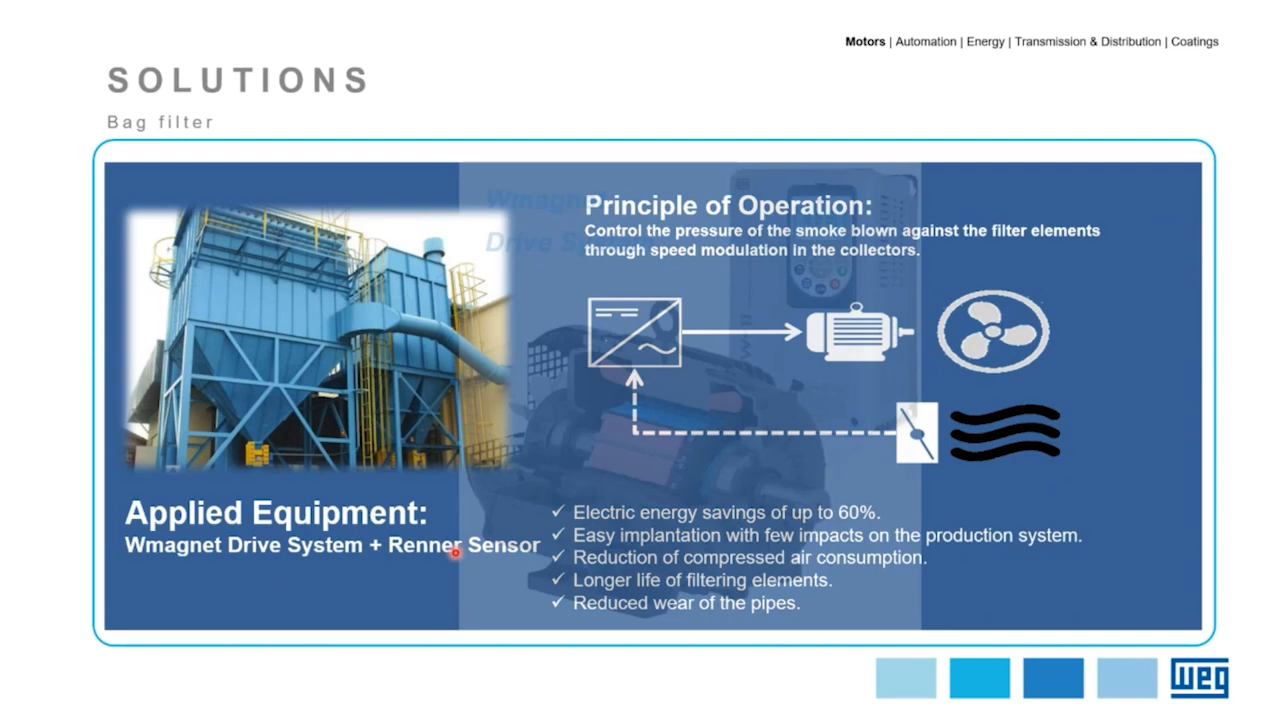 Motors | Automation | Energy | Transmission & Distribution | Coatings
SOLUTIONS
Bag filter
Wmagnet
Drive Sy
Principle of Operation:
Control the pressure of the smoke blown against the filter elements
through speed modulation in the collectors.
Applied Equipment:
Wmagnet Drive System + Renner Sensor
✓ Electric energy savings of up to 60%.
✓ Easy implantation with few impacts on the production system.
✓ Reduction of compressed air consumption.
✓ Longer life of filtering elements.
✓ Reduced wear of the pipes.
WEG